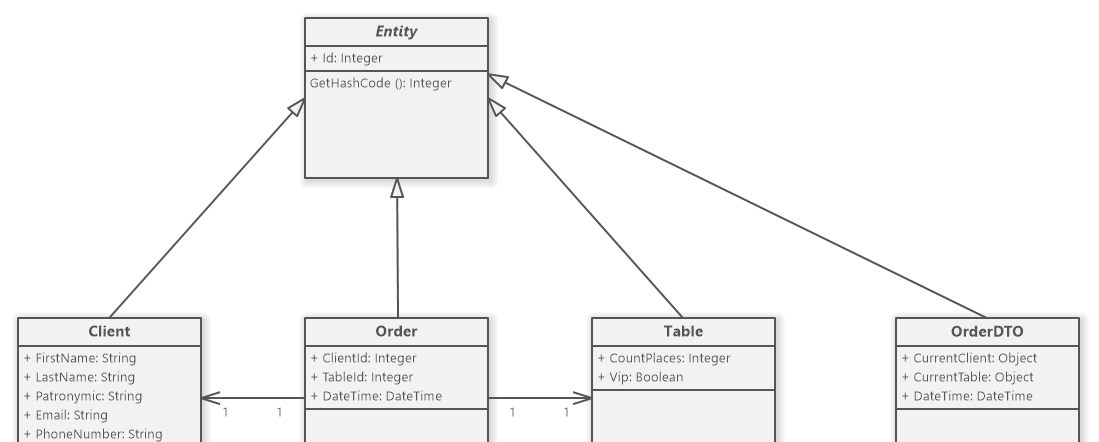 Entity
+ Id: Integer
GetHashCode (): Integer
Client
+ FirstName: String
+ LastName: String
+ Patronymic: String
+ Email: String
+ PhoneNumber: String
1 1
Order
+ ClientId: Integer
+ TableId: Integer
+ DateTime: DateTime
1 1
Table
+ CountPlaces: Integer
+ Vip: Boolean
OrderDTO
+ CurrentClient: Object
+ CurrentTable: Object
+ DateTime: DateTime